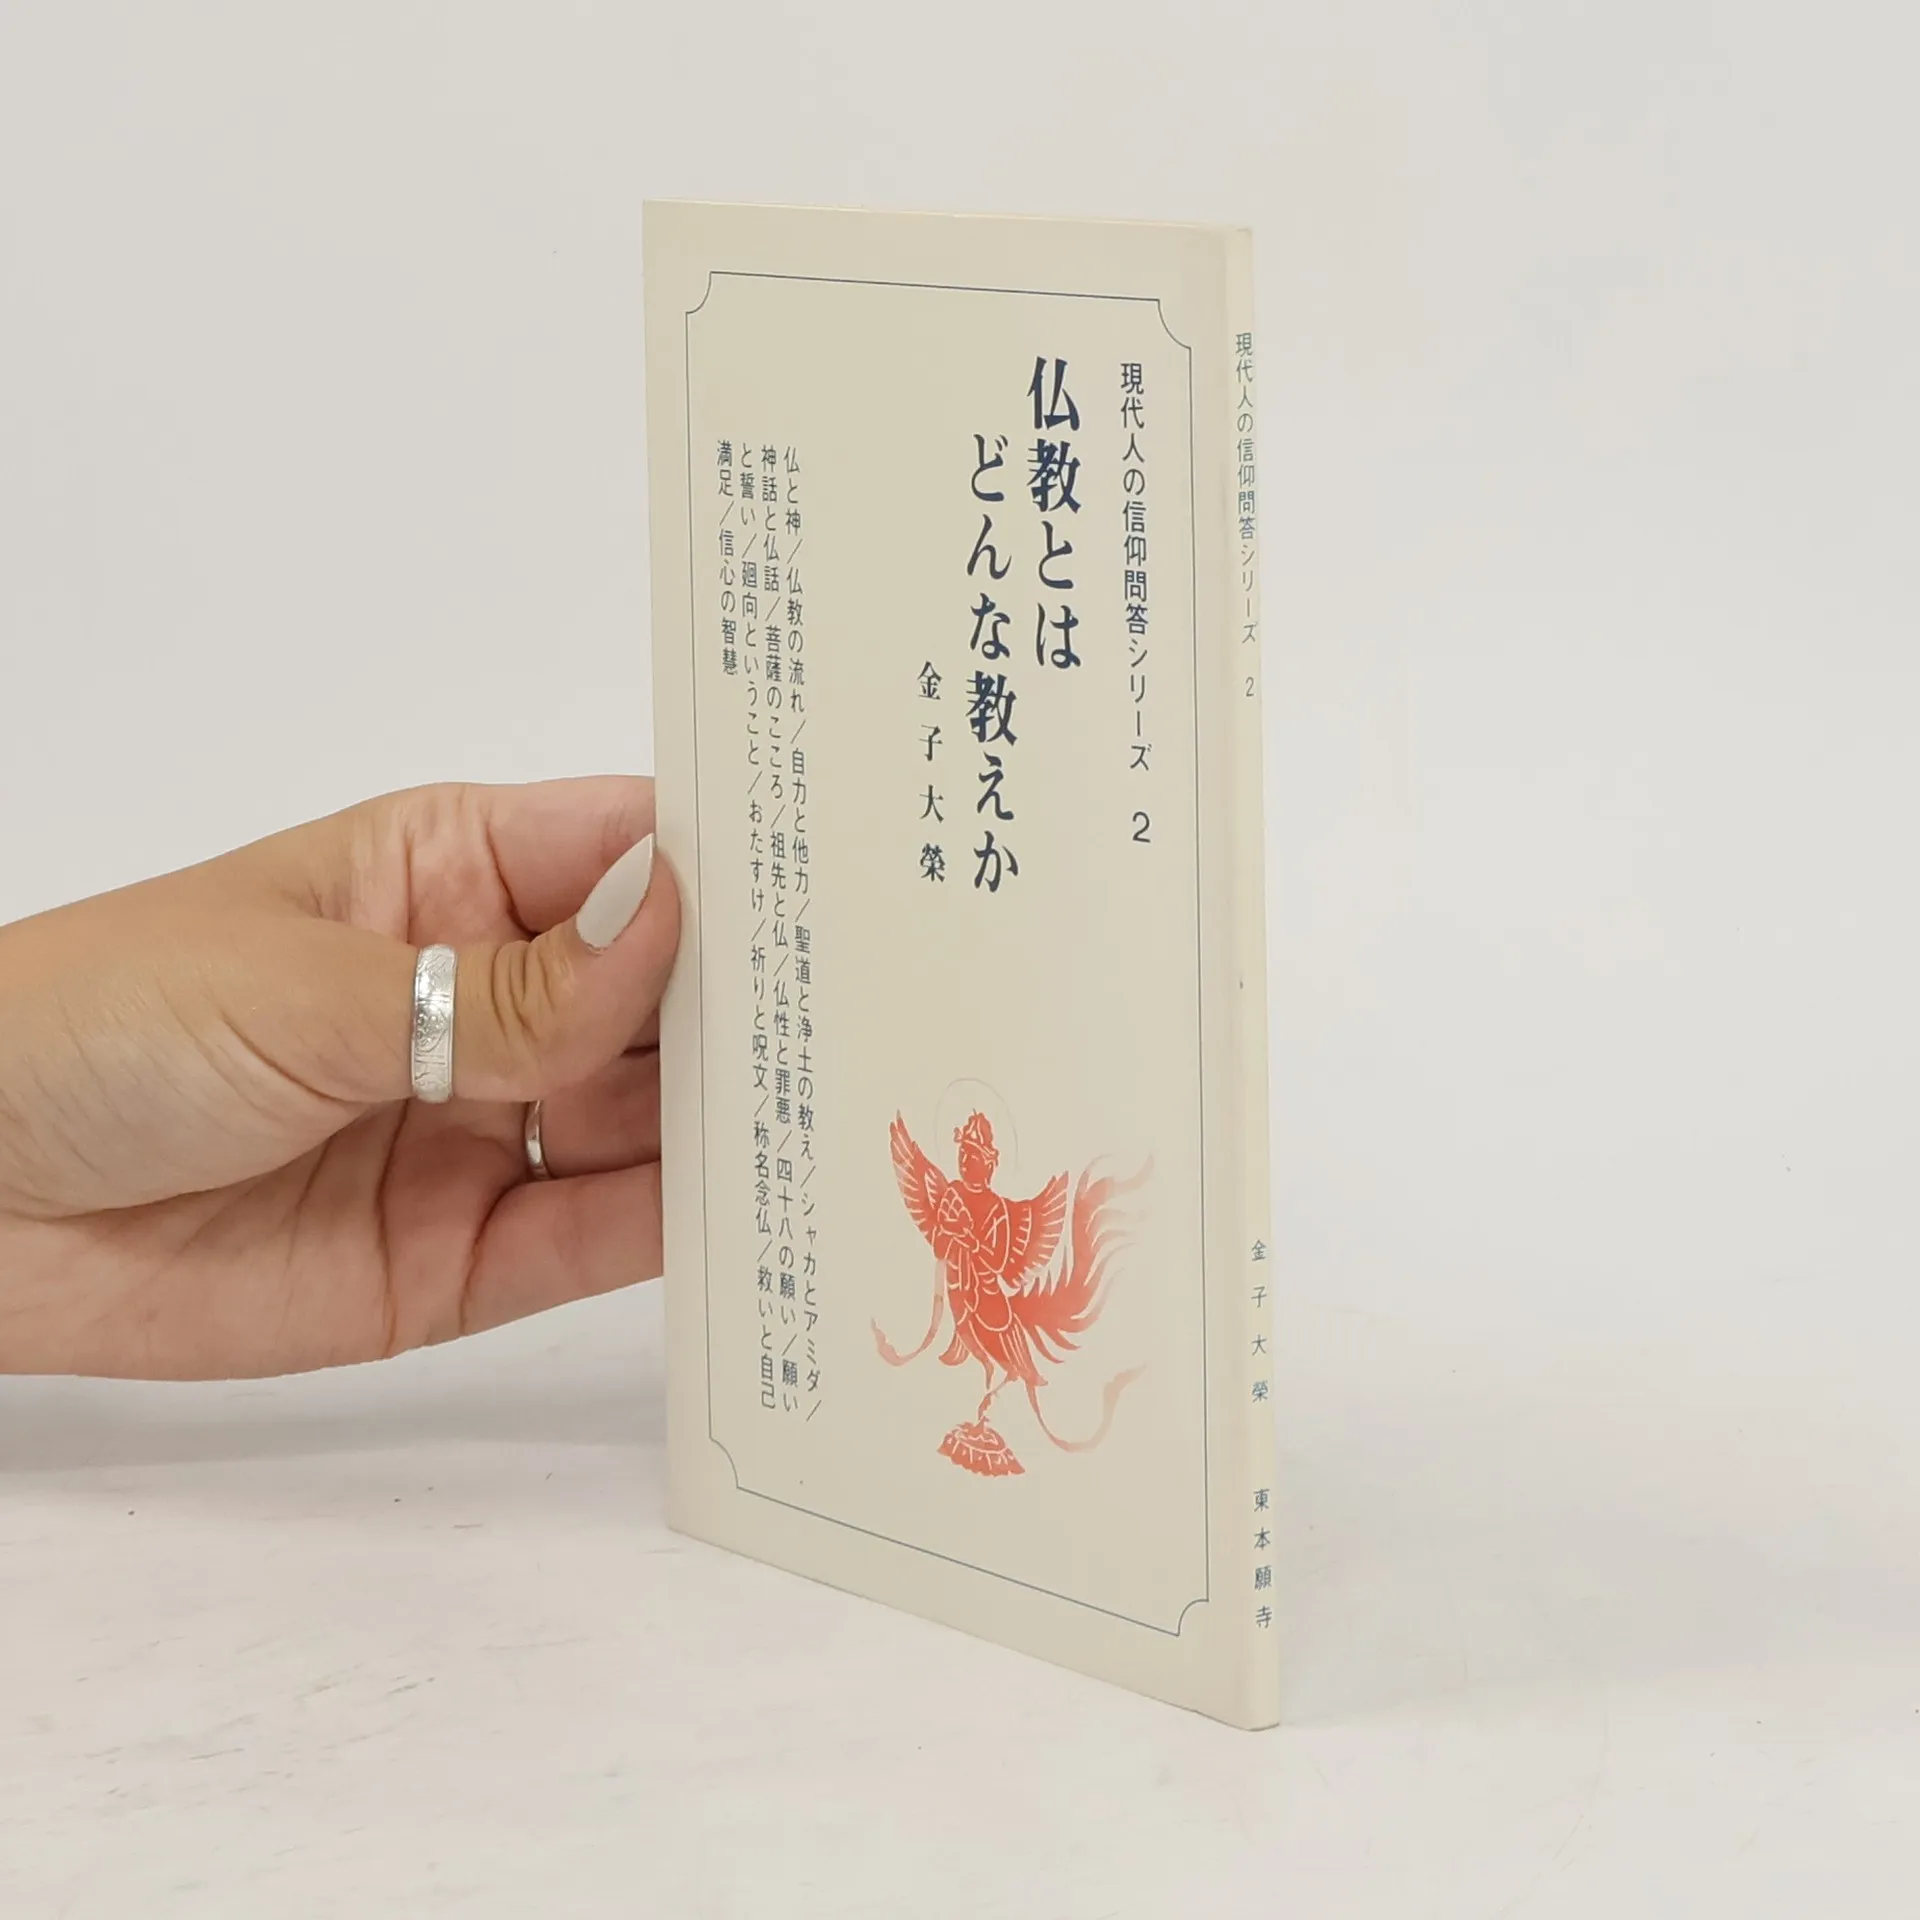 現代人の信仰問答シリーズ 2
仏教とは
どんな教えか
金子大榮
仏と神／仏教の流れ／自力と他力／聖道と浄土の教え／シャカとアミダ／
神話と仏話／菩薩のこころ／祖先と仏／仏性と罪悪／四十八の願い／願い
と誓い／廻向ということ／おたすけ／祈りと呪文／称名念仏／救いと自己
満足／信心の智慧
現代人の信仰問答シリーズ 2
金子大榮
東本願寺